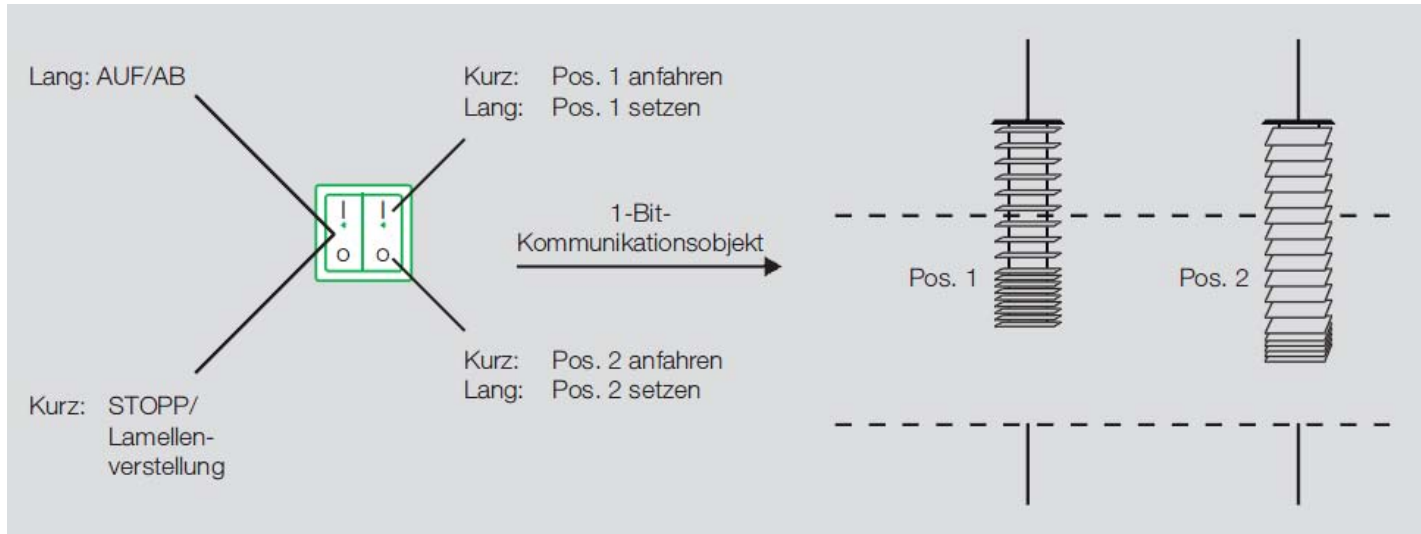 Lang: AUF/AB
Kurz: Pos. 1 anfahren
Lang: Pos. 1 setzen
1-Bit-
Kommunikationsobjekt
Pos. 1
Pos. 2
Kurz: Pos. 2 anfahren
Lang: Pos. 2 setzen
Kurz: STOPP/
Lamellen-
verstellung